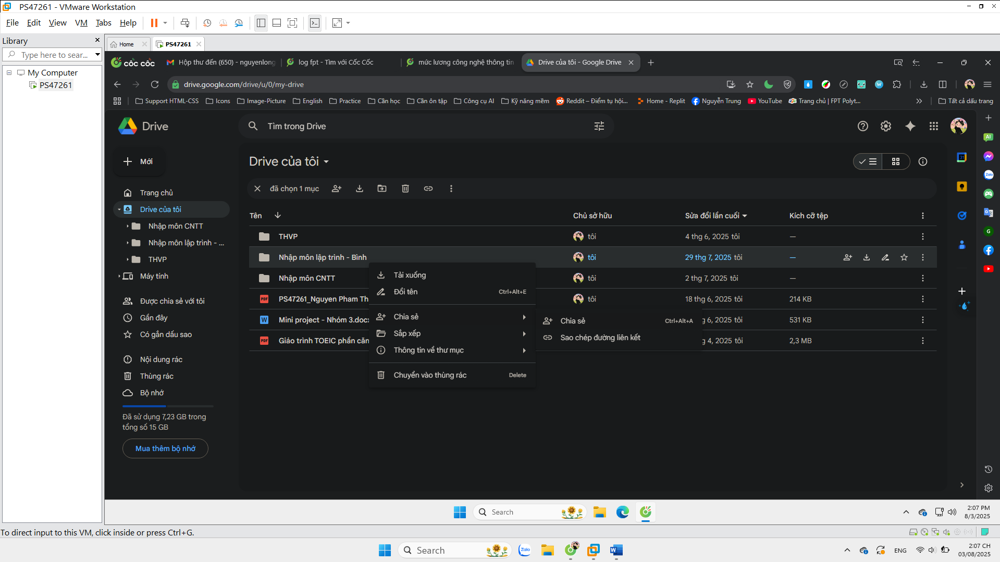 PS47261 - VMware Workstation
File Edit View VM Tabs Help
Library
Type here to sear...
My Computer
PS47261
Home
PS47261
cốc cốc
Hộp thư đến (650) - nguyenlong
log fpt - Tìm với Cốc Cốc
mức lương công nghệ thông tin
Drive của tôi - Google Drive
drive.google.com/drive/u/0/my-drive
Support HTML-CSS
Icons
Image-Picture
English
Practice
Cần học
Cần ôn tập
Công cụ AI
Kỹ năng mềm
Reddit – Điểm tụ hội...
Home - Replit
Nguyễn Trung
YouTube
Trang chủ | FPT Polyt...
Tất cả dấu trang
Drive
Tìm trong Drive
Mới
Trang chủ
Drive của tôi
Nhập môn CNTT
Nhập môn lập trình - ...
THVP
Máy tính
Được chia sẻ với tôi
Gần đây
Có gắn dấu sao
Nội dung rác
Thùng rác
Bộ nhớ
Đã sử dụng 7,23 GB trong
tổng số 15 GB
Mua thêm bộ nhớ
Drive của tôi
đã chọn 1 mục
Tên Chủ sở hữu Sửa đổi lần cuối Kích cỡ tệp
THVP tôi 4 thg 6, 2025 tôi —
Nhập môn lập trình - Bình tôi 29 thg 7, 2025 tôi —
Nhập môn CNTT tôi 2 thg 7, 2025 tôi —
PS47261_Nguyen Pham Th tôi 18 thg 6, 2025 tôi 214 KB
Mini project - Nhóm 3.docx g 6, 2025 tôi 531 KB
Giáo trình TOEIC phần căn g 4, 2025 tôi 2,3 MB
Tải xuống
Đổi tên Ctrl+Alt+E
Chia sẻ
Sắp xếp
Thông tin về thư mục
Chuyển vào thùng rác Delete
Chia sẻ Ctrl+Alt+A
Sao chép đường liên kết
31
AI
Zalo
G
Search
2:07 PM
8/3/2025
To direct input to this VM, click inside or press Ctrl+G.
Search
Zalo
ENG
2:07 CH
03/08/2025